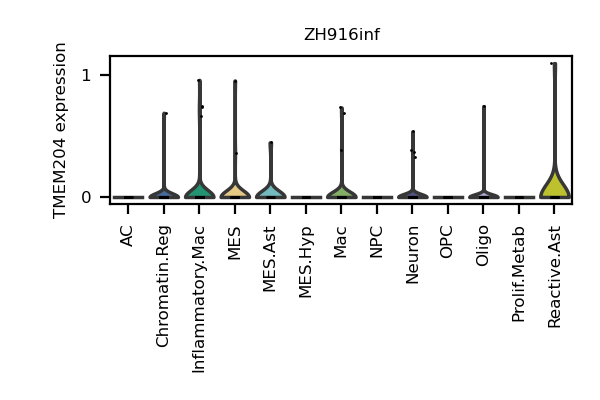 ZH916inf
TMEM204 expression
1
0
AC
Chromatin.Reg
Inflammatory.Mac
MES
MES.Ast
MES.Hyp
Mac
NPC
Neuron
OPC
Oligo
Prolif.Metab
Reactive.Ast